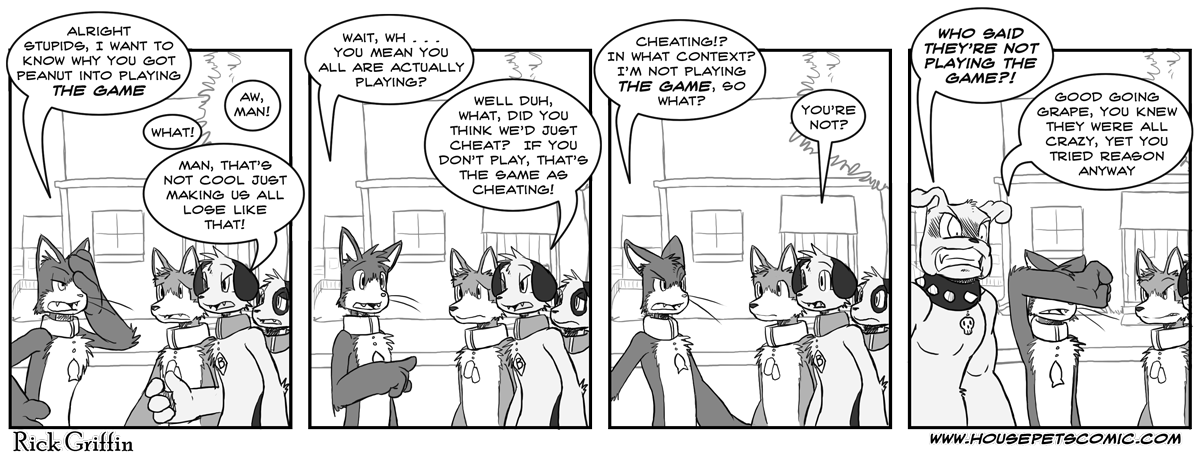 ALRIGHT
STUPIDS, I WANT TO
KNOW WHY YOU GOT
PEANUT INTO PLAYING
THE GAME
AW,
MAN!
WHAT!
MAN, THAT'S
NOT COOL JUST
MAKING US ALL
LOSE LIKE
THAT!
WAIT, WH . . .
YOU MEAN YOU
ALL ARE ACTUALLY
PLAYING?
WELL DUH,
WHAT, DID YOU
THINK WE'D JUST
CHEAT? IF YOU
DON'T PLAY, THAT'S
THE SAME AS
CHEATING!
CHEATING!?
IN WHAT CONTEXT?
I'M NOT PLAYING
THE GAME, SO
WHAT?
YOU'RE
NOT?
WHO SAID
THEY'RE NOT
PLAYING THE
GAME?!
GOOD GOING
GRAPE, YOU KNEW
THEY WERE ALL
CRAZY, YET YOU
TRIED REASON
ANYWAY
Rick Griffin
WWW.HOUSEPETSCOMIC.COM